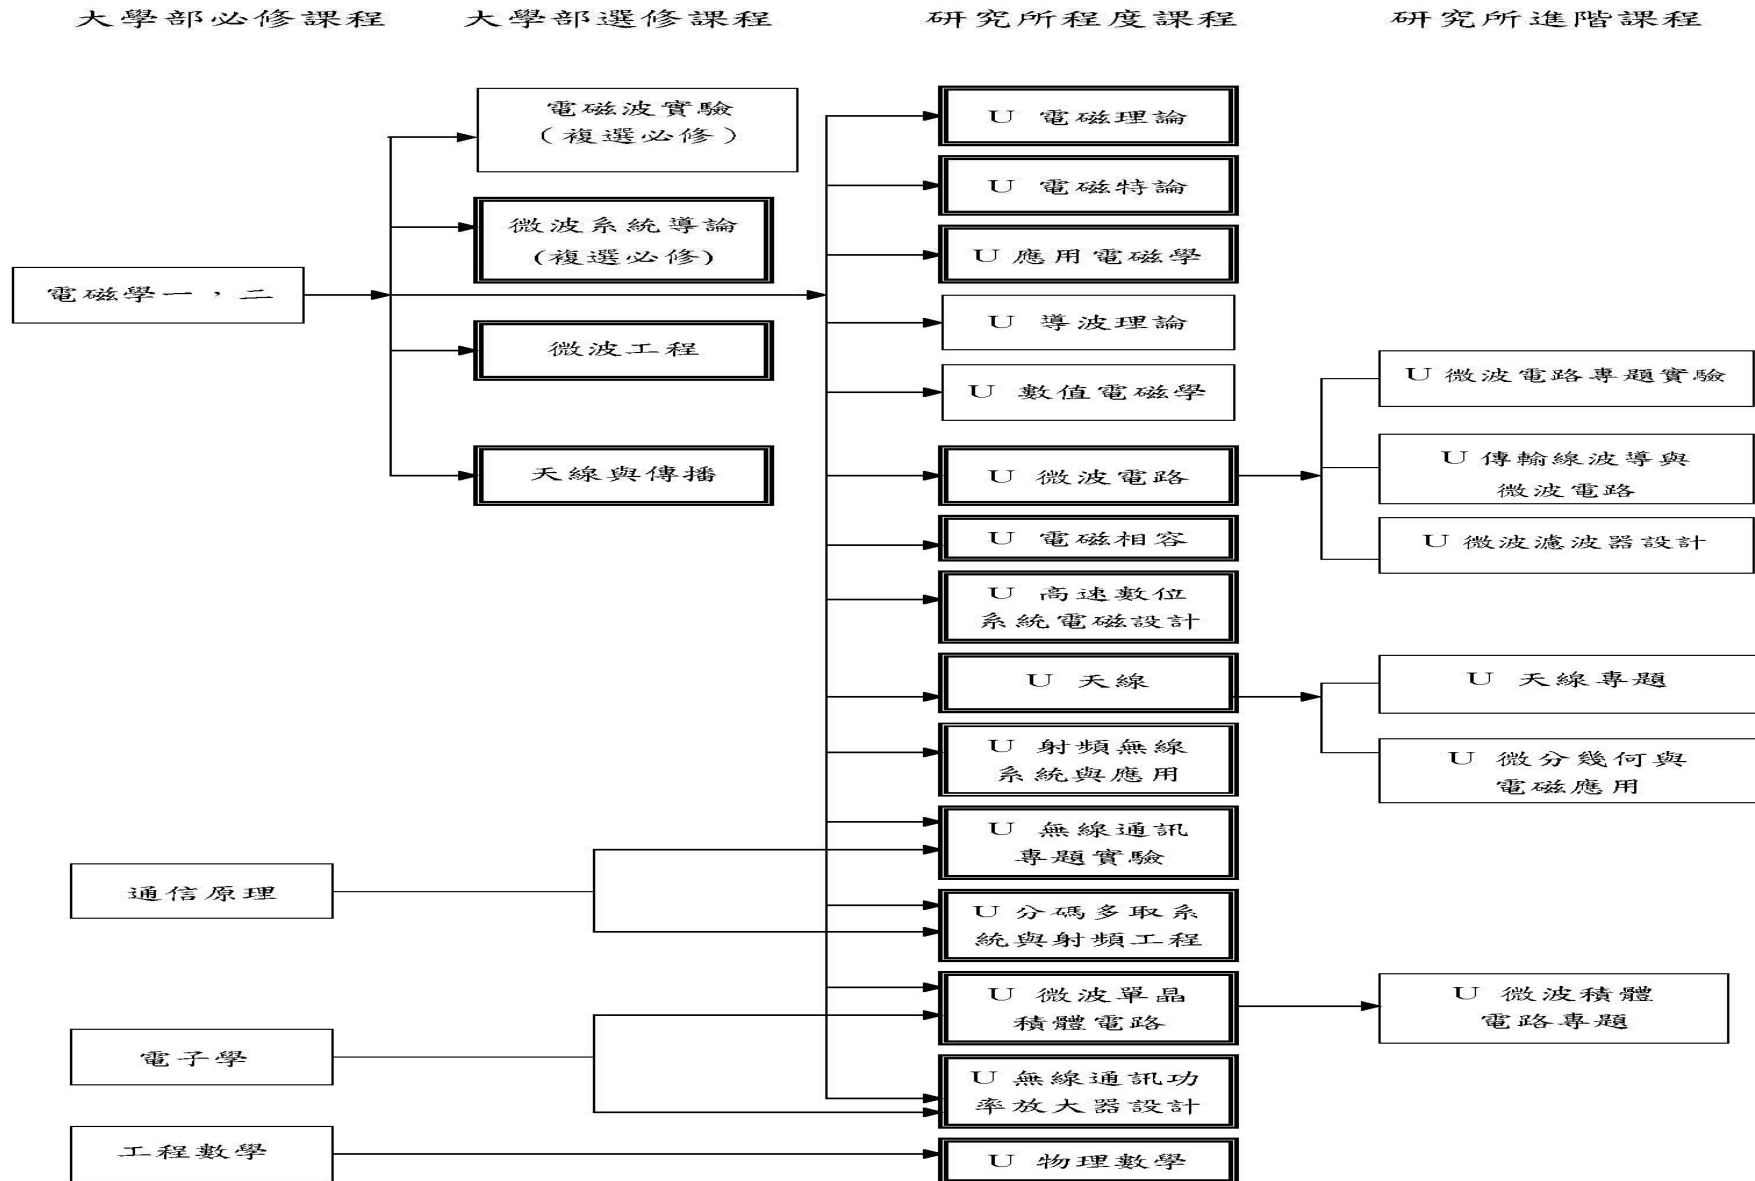 大學部必修課程
大學部選修課程
研究所程度課程
研究所進階課程
電磁學一，二
通信原理
電子學
工程數學
電磁波實驗
（複選必修）
微波系統導論
(複選必修)
微波工程
天線與傳播
U 電磁理論
U 電磁特論
U 應用電磁學
U 導波理論
U 數值電磁學
U 微波電路
U 電磁相容
U 高速數位
系統電磁設計
U 天線
U 射頻無線
系統與應用
U 無線通訊
專題實驗
U 分碼多取系
統與射頻工程
U 微波單晶
積體電路
U 無線通訊功
率放大器設計
U 物理數學
U 微波電路專題實驗
U 傳輸線波導與
微波電路
U 微波濾波器設計
U 天線專題
U 微分幾何與
電磁應用
U 微波積體
電路專題